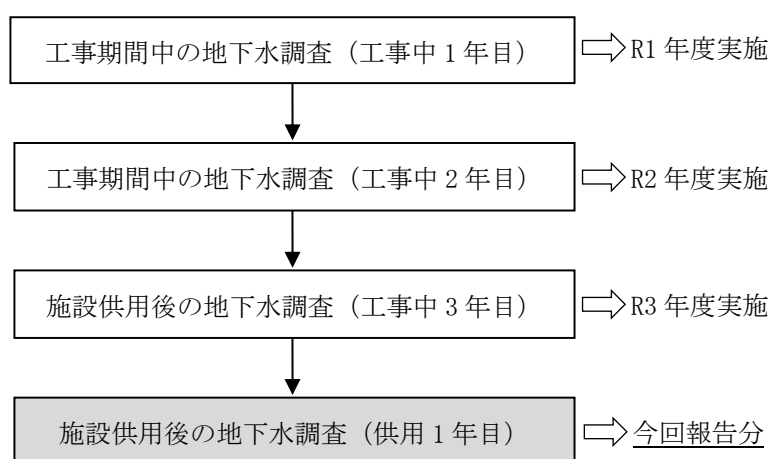 工事期間中の地下水調査（工事中 1 年目） R1 年度実施
工事期間中の地下水調査（工事中 2 年目） R2 年度実施
施設供用後の地下水調査（工事中 3 年目） R3 年度実施
施設供用後の地下水調査（供用 1 年目） 今回報告分